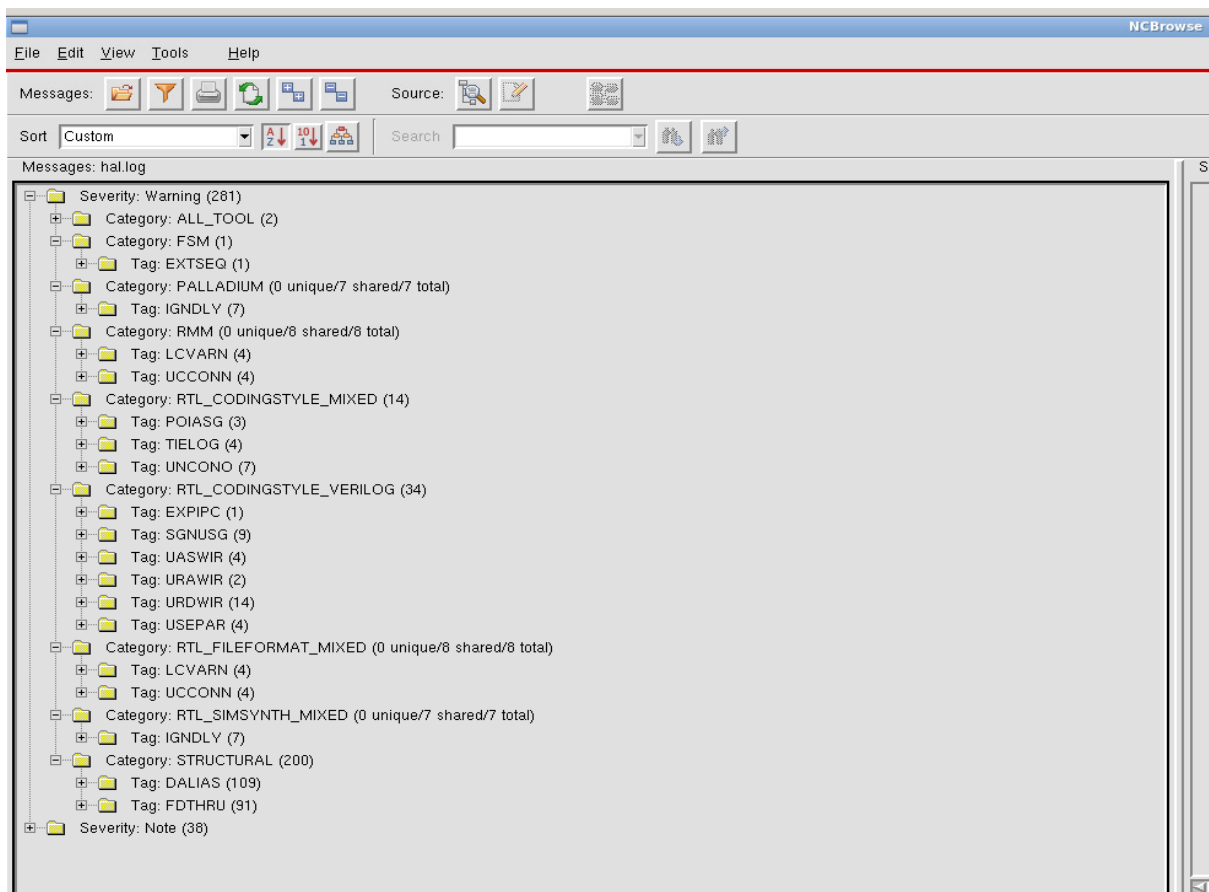 NCBrowse
File Edit View Tools Help
Messages: Source:
Sort Custom Search
Messages: hal.log S
Severity: Warning (281)
Category: ALL_TOOL (2)
Category: FSM (1)
Tag: EXTSEQ (1)
Category: PALLADIUM (0 unique/7 shared/7 total)
Tag: IGNDLY (7)
Category: RMM (0 unique/8 shared/8 total)
Tag: LCVARN (4)
Tag: UCCONN (4)
Category: RTL_CODINGSTYLE_MIXED (14)
Tag: POIASG (3)
Tag: TIELOG (4)
Tag: UNCONO (7)
Category: RTL_CODINGSTYLE_VERILOG (34)
Tag: EXPIPC (1)
Tag: SGNUSG (9)
Tag: UASWIR (4)
Tag: URAWIR (2)
Tag: URDWIR (14)
Tag: USEPAR (4)
Category: RTL_FILEFORMAT_MIXED (0 unique/8 shared/8 total)
Tag: LCVARN (4)
Tag: UCCONN (4)
Category: RTL_SIMSYNTH_MIXED (0 unique/7 shared/7 total)
Tag: IGNDLY (7)
Category: STRUCTURAL (200)
Tag: DALIAS (109)
Tag: FDTHRU (91)
Severity: Note (38)